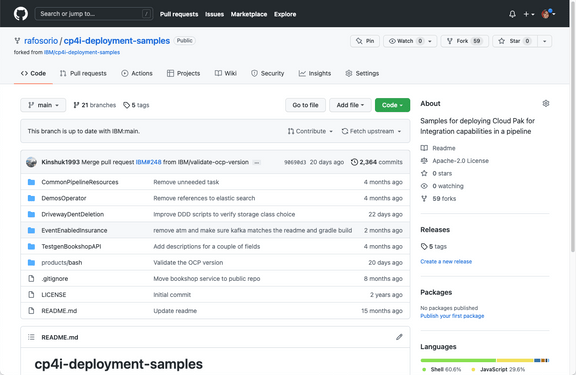 Search or jump to...
/
Pull requests
Issues
Marketplace
Explore
rafosorio / cp4i-deployment-samples
Public
forked from IBM/cp4i-deployment-samples
Pin
Watch 0
Fork 59
Star 0
Code
Pull requests
Actions
Projects
Wiki
Security
Insights
Settings
main
21 branches
5 tags
Go to file
Add file
Code
This branch is up to date with IBM:main.
Contribute
Fetch upstream
Kinshuk1993 Merge pull request IBM#248 from IBM/validate-ocp-version ...
20 days ago
2,364 commits
CommonPipelineResources
Remove unneeded task
4 months ago
DemosOperator
Remove references to elastic search
4 months ago
DrivewayDentDeletion
Improve DDD scripts to verify storage class choice
22 days ago
EventEnabledInsurance
remove atm and make sure kafka matches the readme and gradle build
2 months ago
TestgenBookshopAPI
Add descriptions for a couple of fields
4 months ago
products/bash
Validate the OCP version
20 days ago
.gitignore
Move bookshop service to public repo
8 months ago
LICENSE
Initial commit
2 years ago
README.md
Update readme
15 months ago
README.md
cp4i-deployment-samples
About
Samples for deploying Cloud Pak for
Integration capabilities in a pipeline
Readme
Apache-2.0 License
0 stars
0 watching
59 forks
Releases
5 tags
Create a new release
Packages
No packages published
Publish your first package
Languages
Shell 60.6%
JavaScript 29.6%